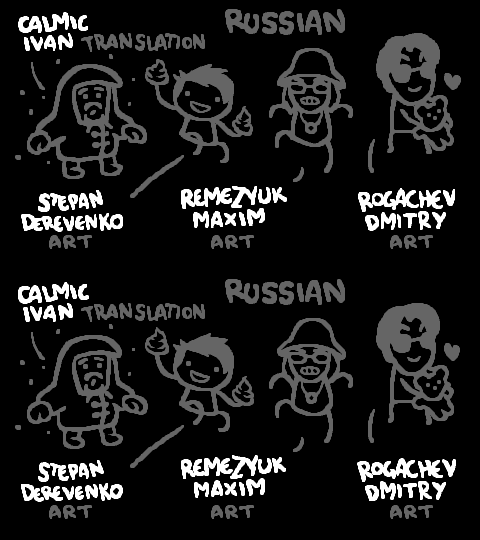 RUSSIAN
CALMIC
IVAN TRANSLATION
STEPAN
DEREVENKO
ART
REMEZYUK
MAXIM
ART
ROGACHEV
DMITRY
ART
RUSSIAN
CALMIC
IVAN TRANSLATION
STEPAN
DEREVENKO
ART
REMEZYUK
MAXIM
ART
ROGACHEV
DMITRY
ART